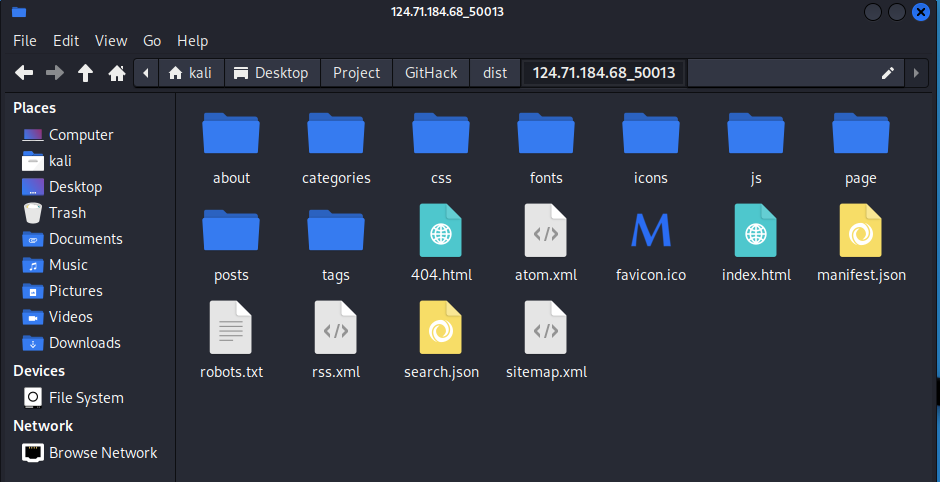 124.71.184.68_50013
File Edit View Go Help
kali Desktop Project GitHack dist 124.71.184.68_50013
Places
Computer
kali
Desktop
Trash
Documents
Music
Pictures
Videos
Downloads
Devices
File System
Network
Browse Network
about categories css fonts icons js page
posts tags 404.html atom.xml favicon.ico index.html manifest.json
robots.txt rss.xml search.json sitemap.xml